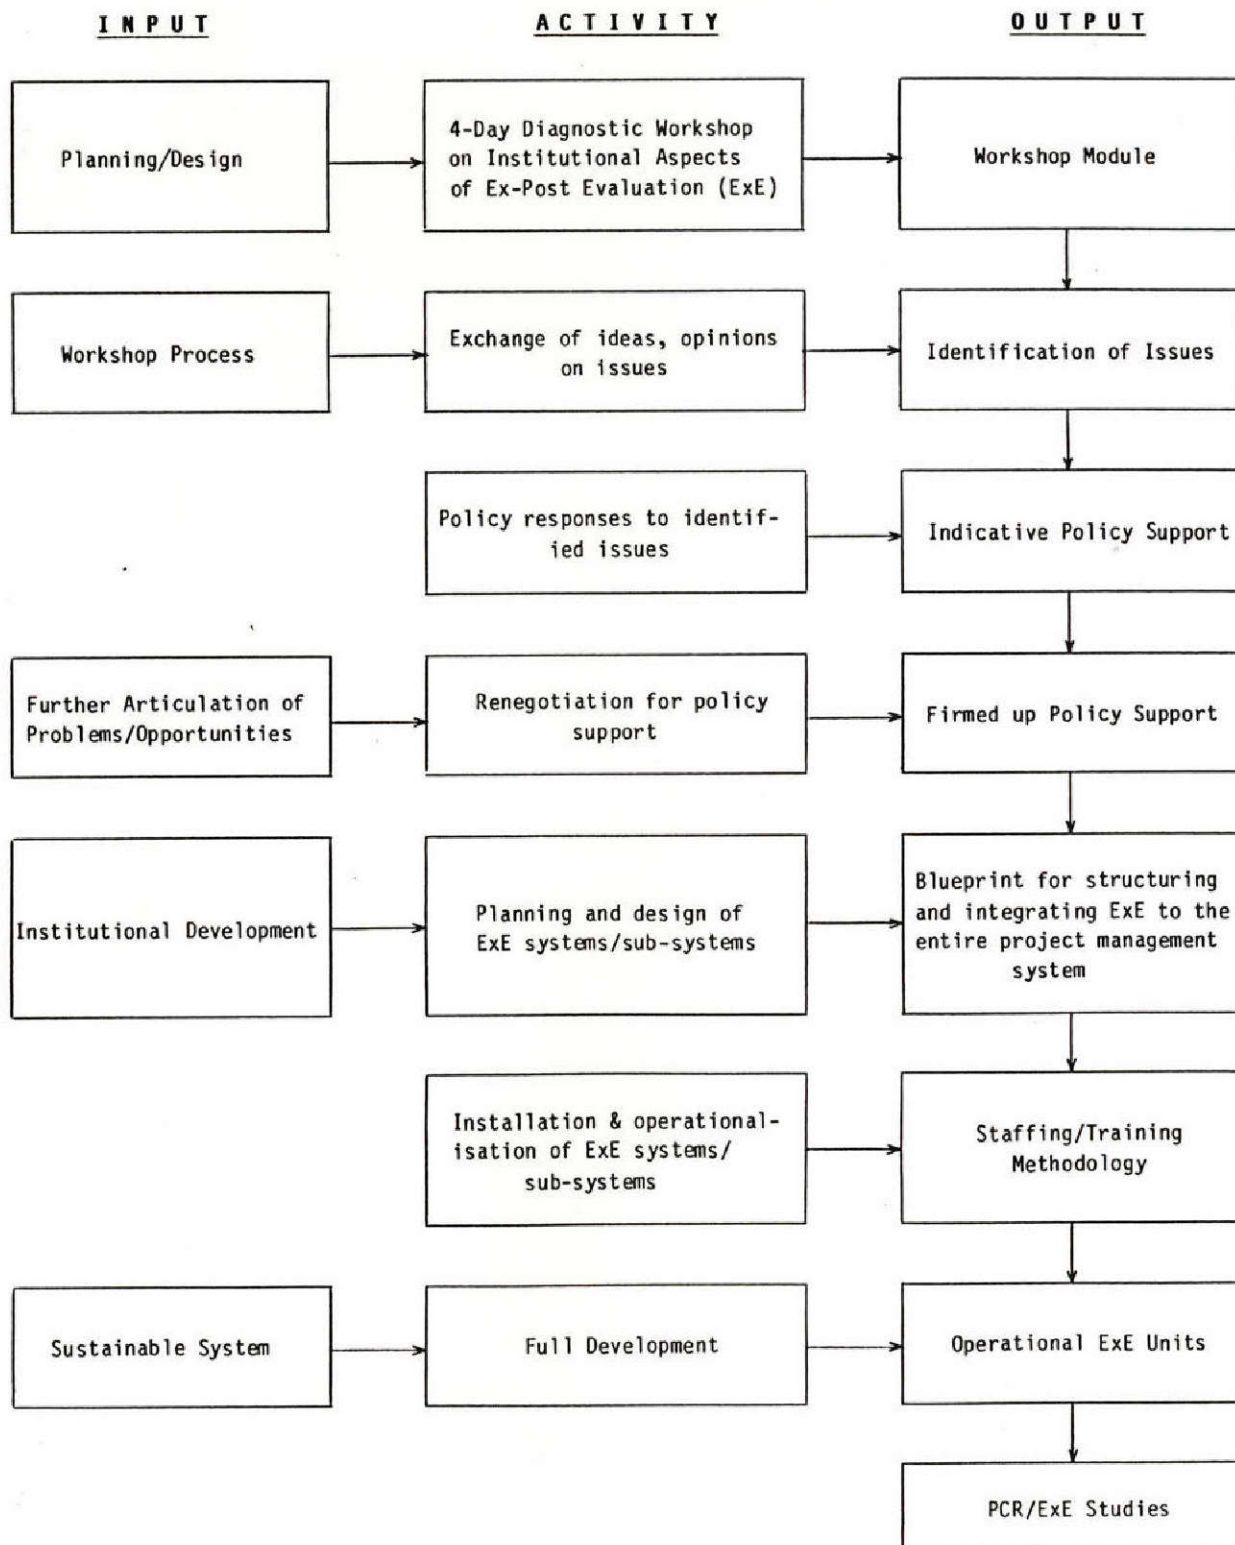 INPUT
ACTIVITY
OUTPUT
Planning/Design
4-Day Diagnostic Workshop
on Institutional Aspects
of Ex-Post Evaluation (ExE)
Workshop Module
Workshop Process
Exchange of ideas, opinions
on issues
Identification of Issues
Policy responses to identif-
ied issues
Indicative Policy Support
Further Articulation of
Problems/Opportunities
Renegotiation for policy
support
Firmed up Policy Support
Institutional Development
Planning and design of
ExE systems/sub-systems
Blueprint for structuring
and integrating ExE to the
entire project management
system
Installation & operational-
isation of ExE systems/
sub-systems
Staffing/Training
Methodology
Sustainable System
Full Development
Operational ExE Units
PCR/ExE Studies